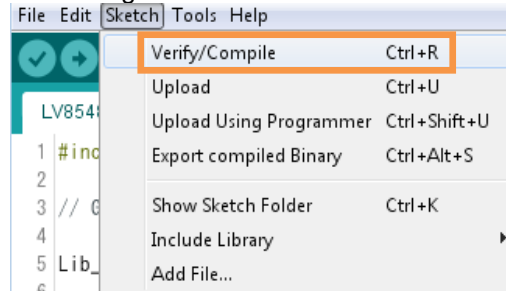 File Edit Sketch Tools Help
Verify/Compile Ctrl+R
Upload Ctrl+U
LV8548
Upload Using Programmer Ctrl+Shift+U
1 #inc
Export compiled Binary Ctrl+Alt+S
2
3 //
Show Sketch Folder Ctrl+K
4
Include Library
5 Lib_
Add File...